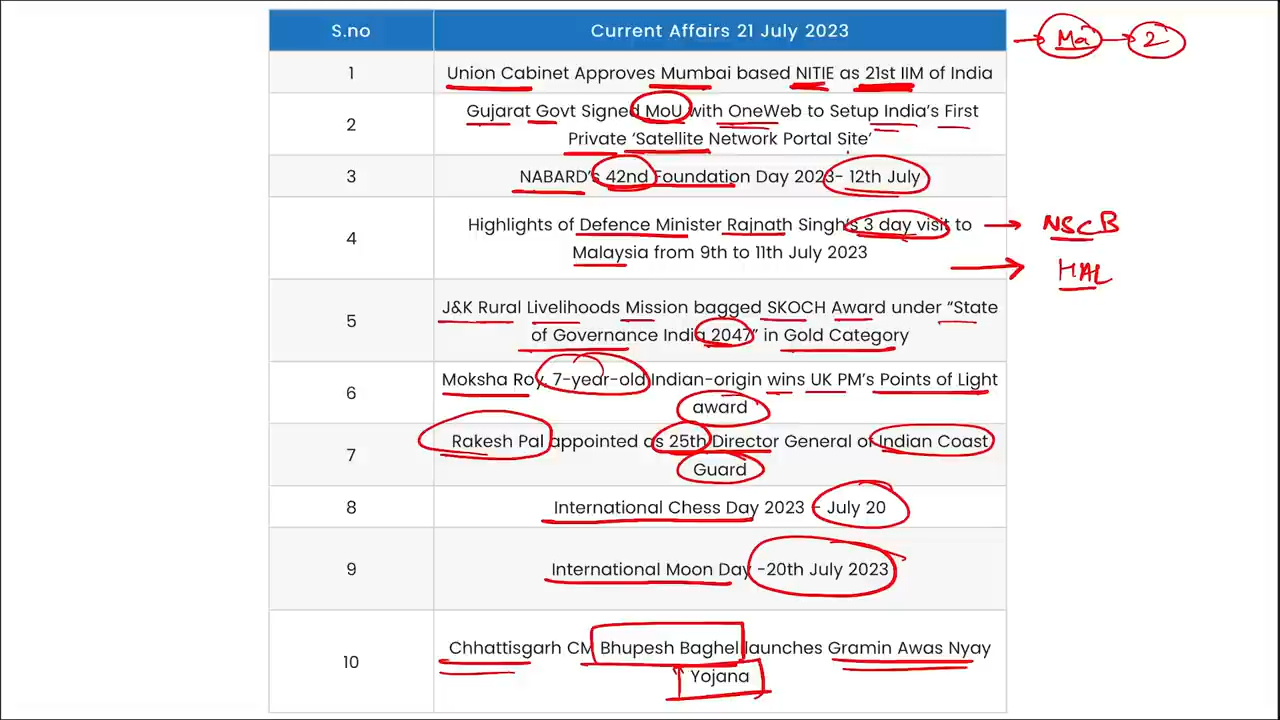 S.no Current Affairs 21 July 2023
Ma 2
1 Union Cabinet Approves Mumbai based NITIE as 21st IIM of India
2 Gujarat Govt Signed MoU with OneWeb to Setup India's First
Private 'Satellite Network Portal Site'
3 NABARD's 42nd Foundation Day 2023- 12th July
4 Highlights of Defence Minister Rajnath Singh's 3 day visit to
Malaysia from 9th to 11th July 2023
NSCB
HAL
5 J&K Rural Livelihoods Mission bagged SKOCH Award under “State
of Governance India 2047” in Gold Category
6 Moksha Roy, 7-year-old Indian-origin wins UK PM's Points of Light
award
7 Rakesh Pal appointed as 25th Director General of Indian Coast
Guard
8 International Chess Day 2023 - July 20
9 International Moon Day -20th July 2023
10 Chhattisgarh CM Bhupesh Baghel launches Gramin Awas Nyay
Yojana